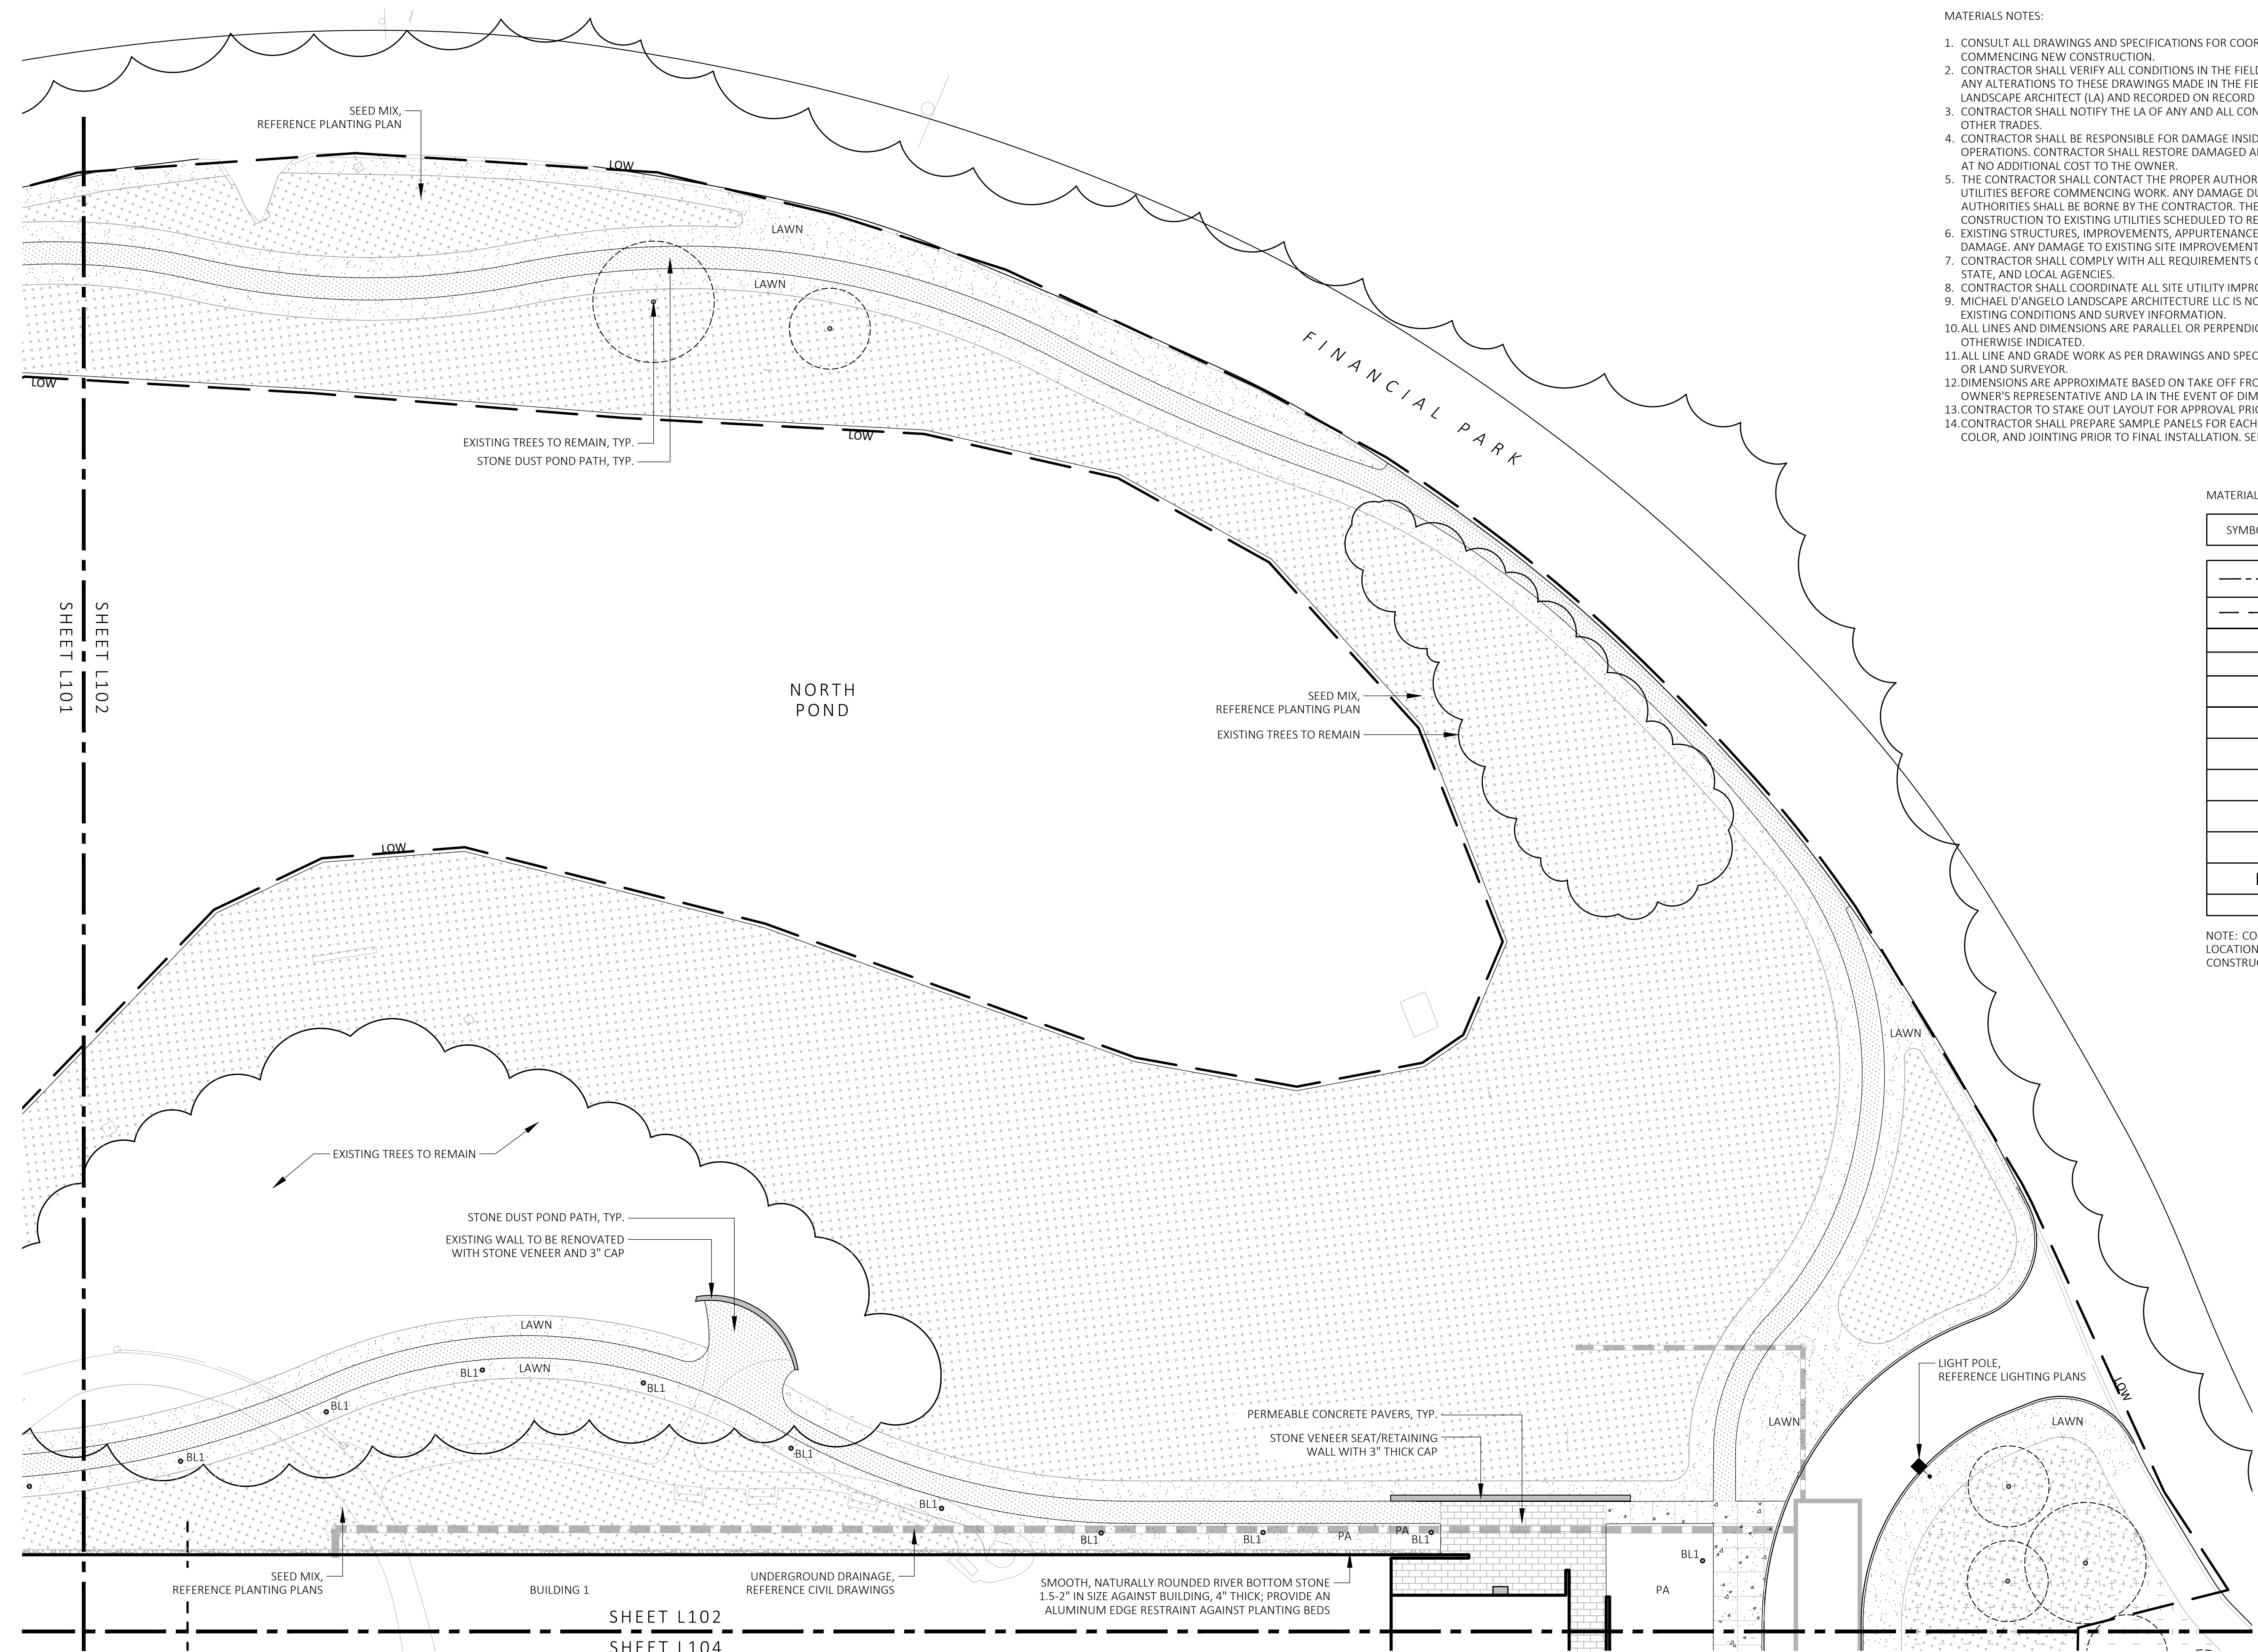 MATERIALS NOTES:
1. CONSULT ALL DRAWINGS AND SPECIFICATIONS FOR COOR
COMMENCING NEW CONSTRUCTION.
2. CONTRACTOR SHALL VERIFY ALL CONDITIONS IN THE FIELD
ANY ALTERATIONS TO THESE DRAWINGS MADE IN THE FIE
LANDSCAPE ARCHITECT (LA) AND RECORDED ON RECORD
3. CONTRACTOR SHALL NOTIFY THE LA OF ANY AND ALL CON
OTHER TRADES.
4. CONTRACTOR SHALL BE RESPONSIBLE FOR DAMAGE INSID
OPERATIONS. CONTRACTOR SHALL RESTORE DAMAGED A
AT NO ADDITIONAL COST TO THE OWNER.
5. THE CONTRACTOR SHALL CONTACT THE PROPER AUTHOR
UTILITIES BEFORE COMMENCING WORK. ANY DAMAGE DU
AUTHORITIES SHALL BE BORNE BY THE CONTRACTOR. THE
CONSTRUCTION TO EXISTING UTILITIES SCHEDULED TO RE
6. EXISTING STRUCTURES, IMPROVEMENTS, APPURTENANCE
DAMAGE. ANY DAMAGE TO EXISTING SITE IMPROVEMENT
7. CONTRACTOR SHALL COMPLY WITH ALL REQUIREMENTS O
STATE, AND LOCAL AGENCIES.
8. CONTRACTOR SHALL COORDINATE ALL SITE UTILITY IMPRO
9. MICHAEL D'ANGELO LANDSCAPE ARCHITECTURE LLC IS NO
EXISTING CONDITIONS AND SURVEY INFORMATION.
10. ALL LINES AND DIMENSIONS ARE PARALLEL OR PERPENDIC
OTHERWISE INDICATED.
11. ALL LINE AND GRADE WORK AS PER DRAWINGS AND SPEC
OR LAND SURVEYOR.
12. DIMENSIONS ARE APPROXIMATE BASED ON TAKE OFF FRO
OWNER'S REPRESENTATIVE AND LA IN THE EVENT OF DIM
13. CONTRACTOR TO STAKE OUT LAYOUT FOR APPROVAL PRIO
14. CONTRACTOR SHALL PREPARE SAMPLE PANELS FOR EACH
COLOR, AND JOINTING PRIOR TO FINAL INSTALLATION. SE
MATERIAL
SYMBO
NOTE: CO
LOCATION
CONSTRUC
SEED MIX,
REFERENCE PLANTING PLAN
LOW
LAWN
LAWN
FINANCIAL PARK
LOW
LOW
EXISTING TREES TO REMAIN, TYP.
STONE DUST POND PATH, TYP.
SHEET L101
SHEET L102
NORTH
POND
SEED MIX,
REFERENCE PLANTING PLAN
EXISTING TREES TO REMAIN
LOW
LAWN
EXISTING TREES TO REMAIN
STONE DUST POND PATH, TYP.
EXISTING WALL TO BE RENOVATED
WITH STONE VENEER AND 3" CAP
LAWN
LAWN
BL1
BL1
BL1
BL1
BL1
BL1
BL1
BL1
BL1
BL1
PA
PA
PA
LIGHT POLE,
REFERENCE LIGHTING PLANS
LOW
LAWN
LAWN
PERMEABLE CONCRETE PAVERS, TYP.
STONE VENEER SEAT/RETAINING
WALL WITH 3" THICK CAP
SEED MIX,
REFERENCE PLANTING PLANS
BUILDING 1
UNDERGROUND DRAINAGE,
REFERENCE CIVIL DRAWINGS
SMOOTH, NATURALLY ROUNDED RIVER BOTTOM STONE
1.5-2" IN SIZE AGAINST BUILDING, 4" THICK; PROVIDE AN
ALUMINUM EDGE RESTRAINT AGAINST PLANTING BEDS
SHEET L102
SHEET L104